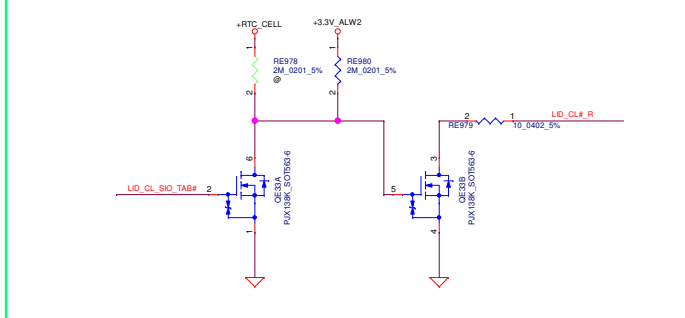 +RTC_CELL
+3.3V_ALW2
1
1
RE978
2M_0201_5%
@
RE980
2M_0201_5%
2
2
2
1
LID_CL#_R
RE979
10_0402_5%
6
3
LID_CL_SIO_TAB#
2
5
QE33A
PJX138K_SOT563-6
QE33B
PJX138K_SOT563-6
1
4